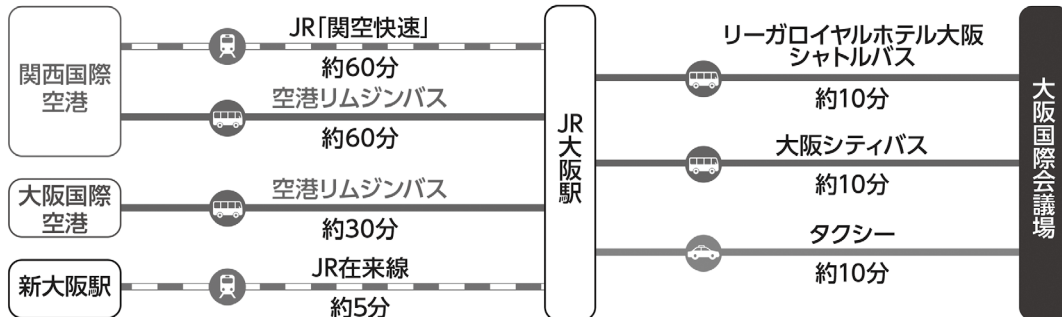 関西国際
空港
JR「関空快速」
約60分
空港リムジンバス
約60分
大阪国際
空港
空港リムジンバス
約30分
新大阪駅
JR在来線
約5分
JR大阪駅
リーガロイヤルホテル大阪
シャトルバス
約10分
大阪シティバス
約10分
タクシー
約10分
大阪国際会議場